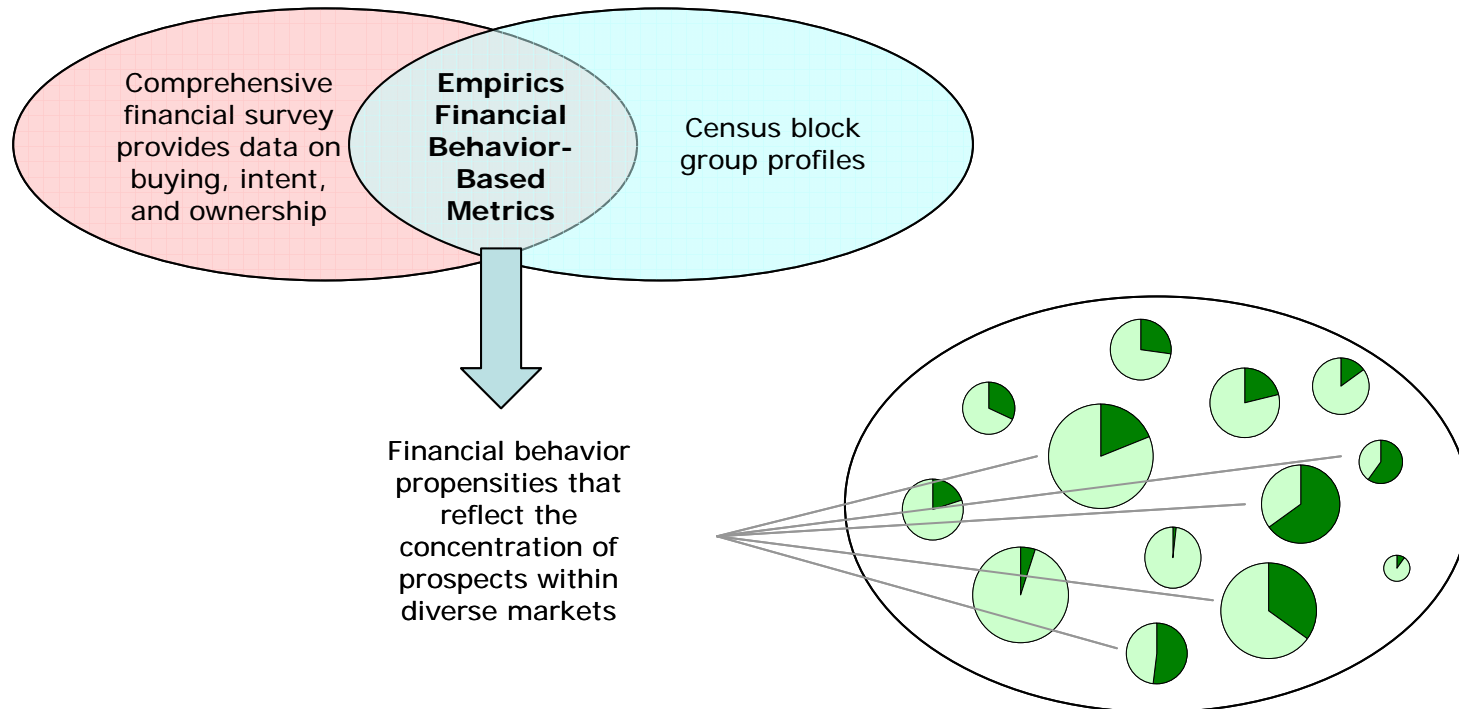 Comprehensive
financial survey
provides data on
buying, intent,
and ownership
Empirics
Financial
Behavior-
Based
Metrics
Census block
group profiles
Financial behavior
propensities that
reflect the
concentration of
prospects within
diverse markets